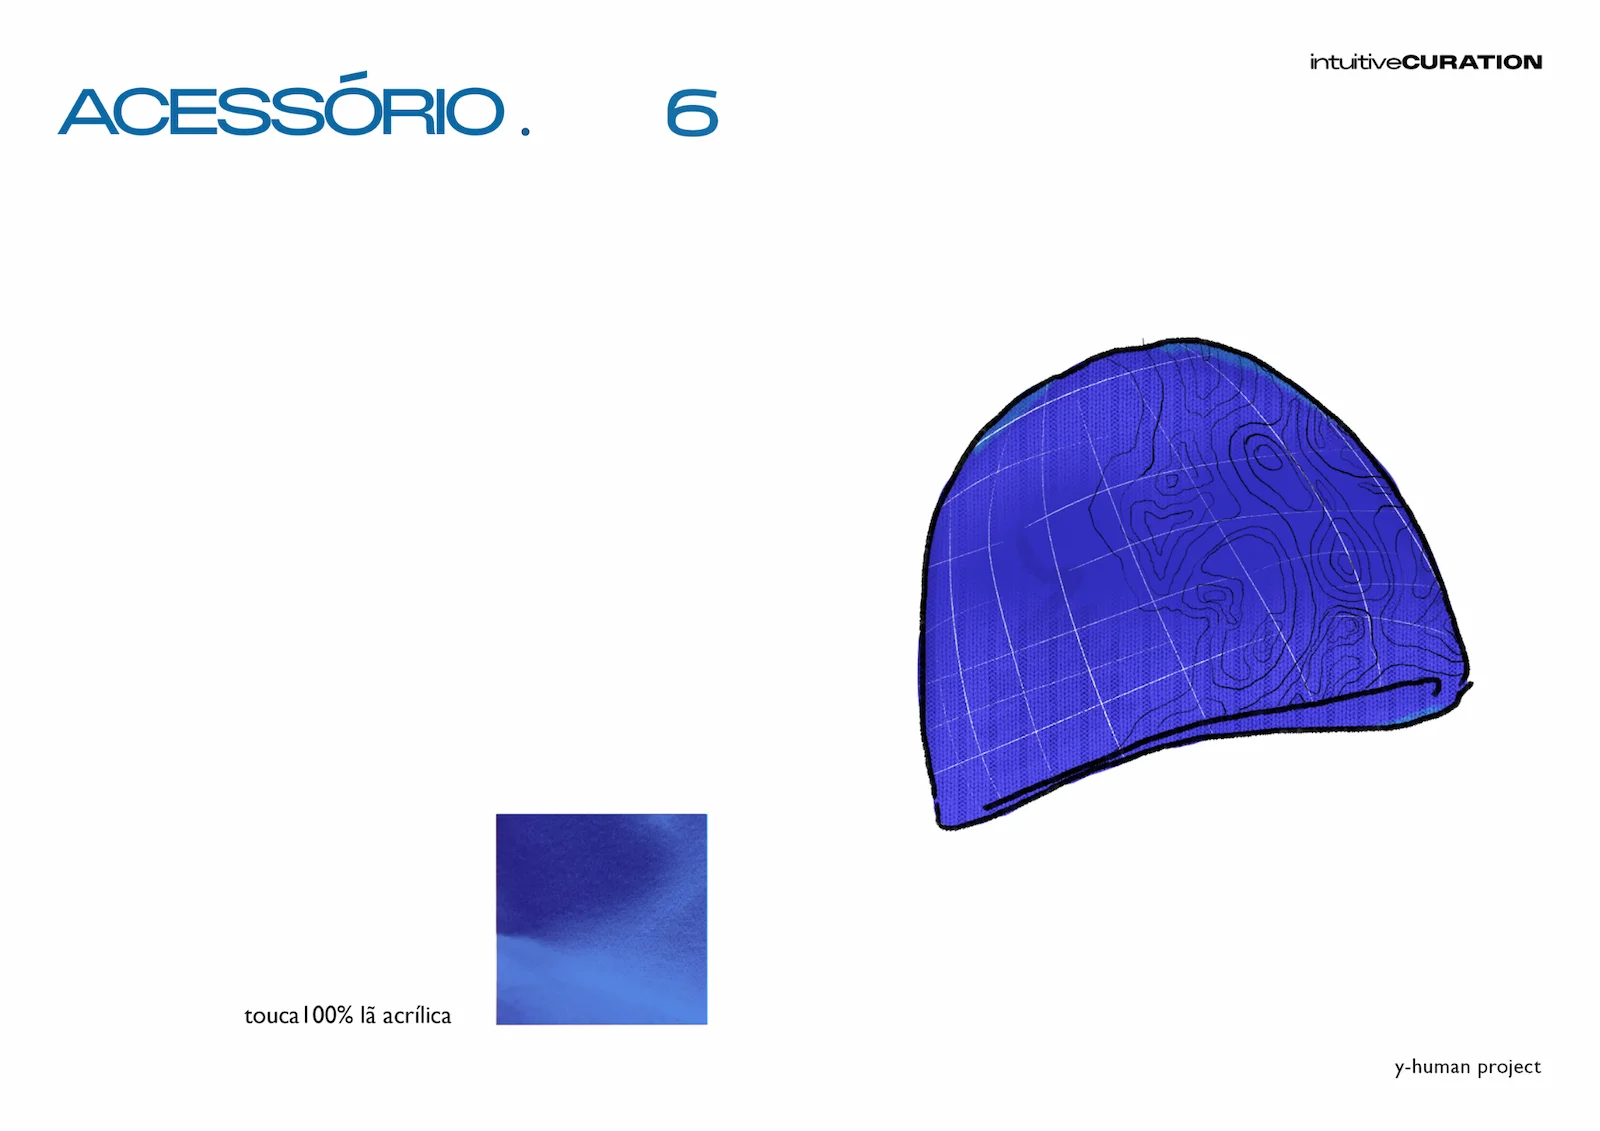 intuitiveCURATION
ACESSÓRIO . 6
touca100% lã acrílica
y-human project